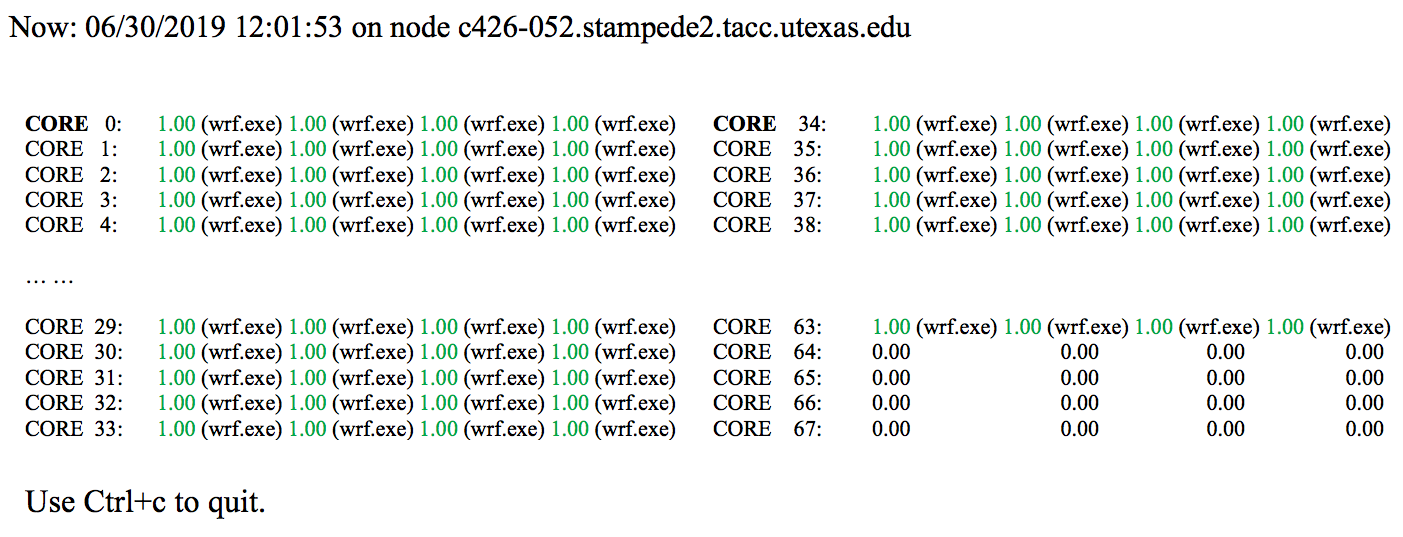 Now: 06/30/2019 12:01:53 on node c426-052.stampede2.tacc.utexas.edu
CORE 0: 1.00 (wrf.exe) 1.00 (wrf.exe) 1.00 (wrf.exe) 1.00 (wrf.exe) CORE 34: 1.00 (wrf.exe) 1.00 (wrf.exe) 1.00 (wrf.exe) 1.00 (wrf.exe)
CORE 1: 1.00 (wrf.exe) 1.00 (wrf.exe) 1.00 (wrf.exe) 1.00 (wrf.exe) CORE 35: 1.00 (wrf.exe) 1.00 (wrf.exe) 1.00 (wrf.exe) 1.00 (wrf.exe)
CORE 2: 1.00 (wrf.exe) 1.00 (wrf.exe) 1.00 (wrf.exe) 1.00 (wrf.exe) CORE 36: 1.00 (wrf.exe) 1.00 (wrf.exe) 1.00 (wrf.exe) 1.00 (wrf.exe)
CORE 3: 1.00 (wrf.exe) 1.00 (wrf.exe) 1.00 (wrf.exe) 1.00 (wrf.exe) CORE 37: 1.00 (wrf.exe) 1.00 (wrf.exe) 1.00 (wrf.exe) 1.00 (wrf.exe)
CORE 4: 1.00 (wrf.exe) 1.00 (wrf.exe) 1.00 (wrf.exe) 1.00 (wrf.exe) CORE 38: 1.00 (wrf.exe) 1.00 (wrf.exe) 1.00 (wrf.exe) 1.00 (wrf.exe)
... ...
CORE 29: 1.00 (wrf.exe) 1.00 (wrf.exe) 1.00 (wrf.exe) 1.00 (wrf.exe) CORE 63: 1.00 (wrf.exe) 1.00 (wrf.exe) 1.00 (wrf.exe) 1.00 (wrf.exe)
CORE 30: 1.00 (wrf.exe) 1.00 (wrf.exe) 1.00 (wrf.exe) 1.00 (wrf.exe) CORE 64: 0.00 0.00 0.00 0.00
CORE 31: 1.00 (wrf.exe) 1.00 (wrf.exe) 1.00 (wrf.exe) 1.00 (wrf.exe) CORE 65: 0.00 0.00 0.00 0.00
CORE 32: 1.00 (wrf.exe) 1.00 (wrf.exe) 1.00 (wrf.exe) 1.00 (wrf.exe) CORE 66: 0.00 0.00 0.00 0.00
CORE 33: 1.00 (wrf.exe) 1.00 (wrf.exe) 1.00 (wrf.exe) 1.00 (wrf.exe) CORE 67: 0.00 0.00 0.00 0.00
Use Ctrl+c to quit.